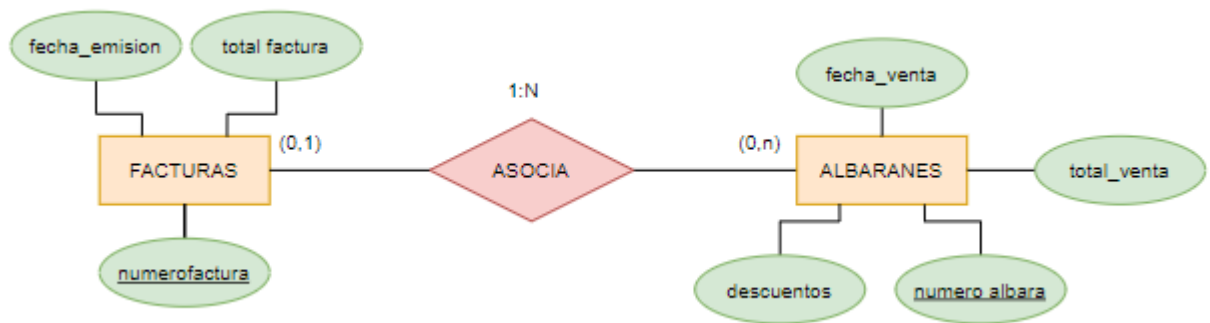 fecha_emision
total factura
fecha_venta
1:N
(0,1)
(0,n)
FACTURAS
ASOCIA
ALBARANES
total_venta
numerofactura
descuentos
numero albara